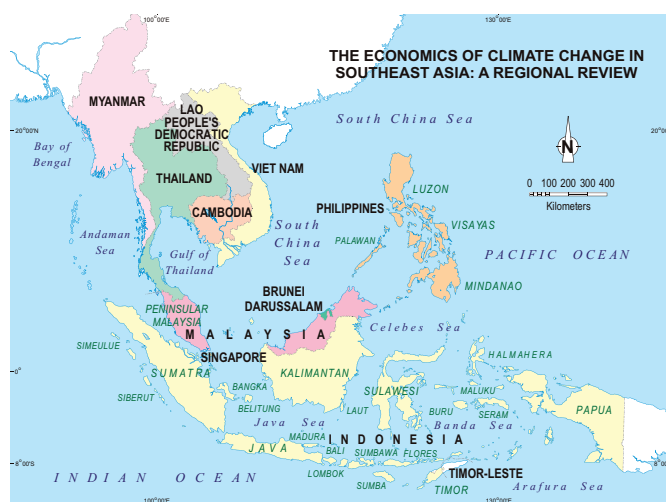 100°00'E
130°00'E
THE ECONOMICS OF CLIMATE CHANGE IN
SOUTHEAST ASIA: A REGIONAL REVIEW
MYANMAR
LAO
PEOPLE'S
DEMOCRATIC
REPUBLIC
South China Sea
20°00'N
20°00'N
Bay of
Bengal
N
THAILAND
VIET NAM
LUZON
0 100 200 300 400
Kilometers
CAMBODIA
PHILIPPINES
VISAYAS
Andaman
Sea
South
China
Sea
PALAWAN
Gulf of
Thailand
PACIFIC OCEAN
MINDANAO
BRUNEI
DARUSSALAM
PENINSULAR
MALAYSIA
MALAYSIA
Celebes Sea
SIMEULUE
SINGAPORE
HALMAHERA
0°
SUMATRA
KALIMANTAN
SIBERUT
BANGKA
SULAWESI
MALUKU
BELITUNG
LAUT
BURU
SERAM
PAPUA
Java Sea
Banda Sea
MADURA
INDONESIA
JAVA
BALI
SUMBAWA
FLORES
8°00'S
8°00'S
LOMBOK
TIMOR-LESTE
INDIAN OCEAN
SUMBA
TIMOR
Arafura Sea
100°00'E
130°00'E